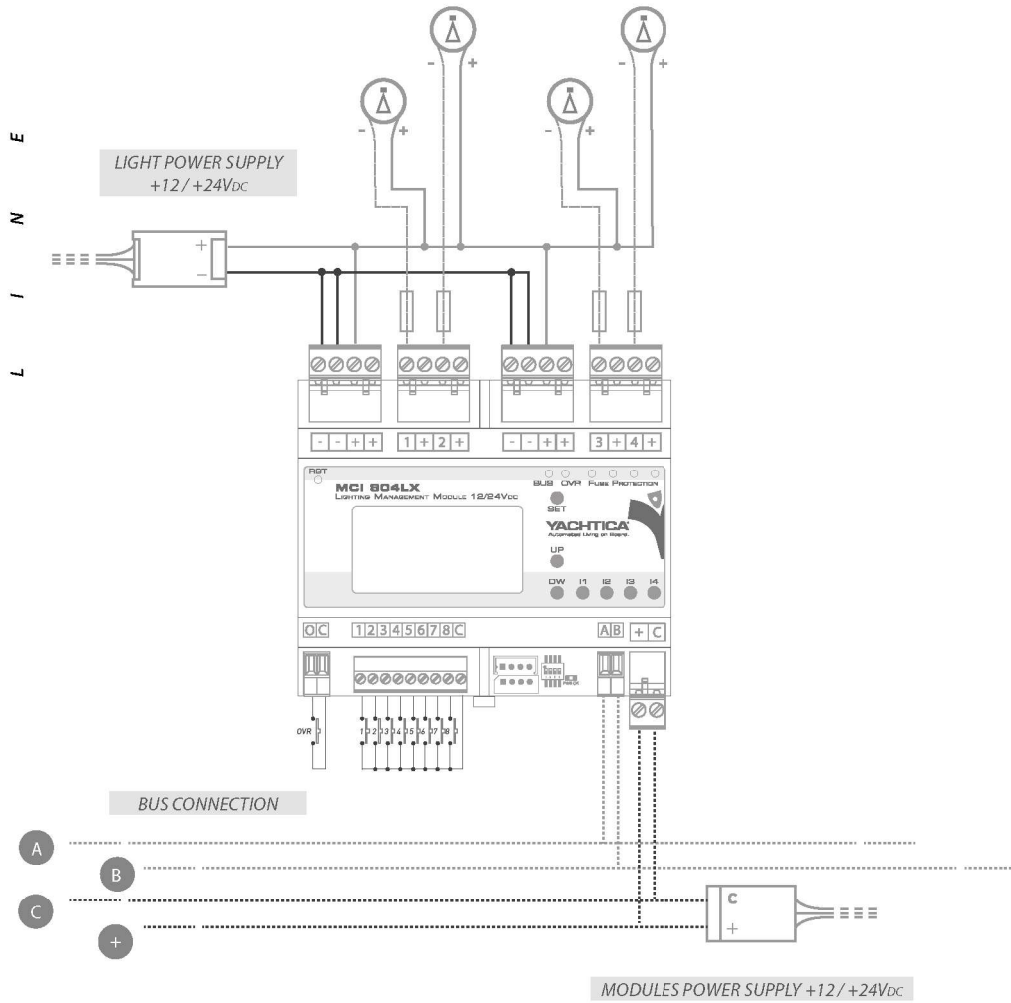 - + - +
- + - +
E
N
I
L
LIGHT POWER SUPPLY
+12 / +24VDC
+
-
- - + + 1 + 2 + - - + + 3 + 4 +
RST
MCI 804LX
LIGHTING MANAGEMENT MODULE 12/24VDC
BUS OVR FUSE PROTECTION
SET
YACHTICA
Automated Living on Board.
UP
DW I1 I2 I3 I4
O C 1 2 3 4 5 6 7 8 C A B + C
OVR 1 2 3 4 5 6 7 8
BUS CONNECTION
A
B
C
+
C
+
MODULES POWER SUPPLY +12 / +24VDC